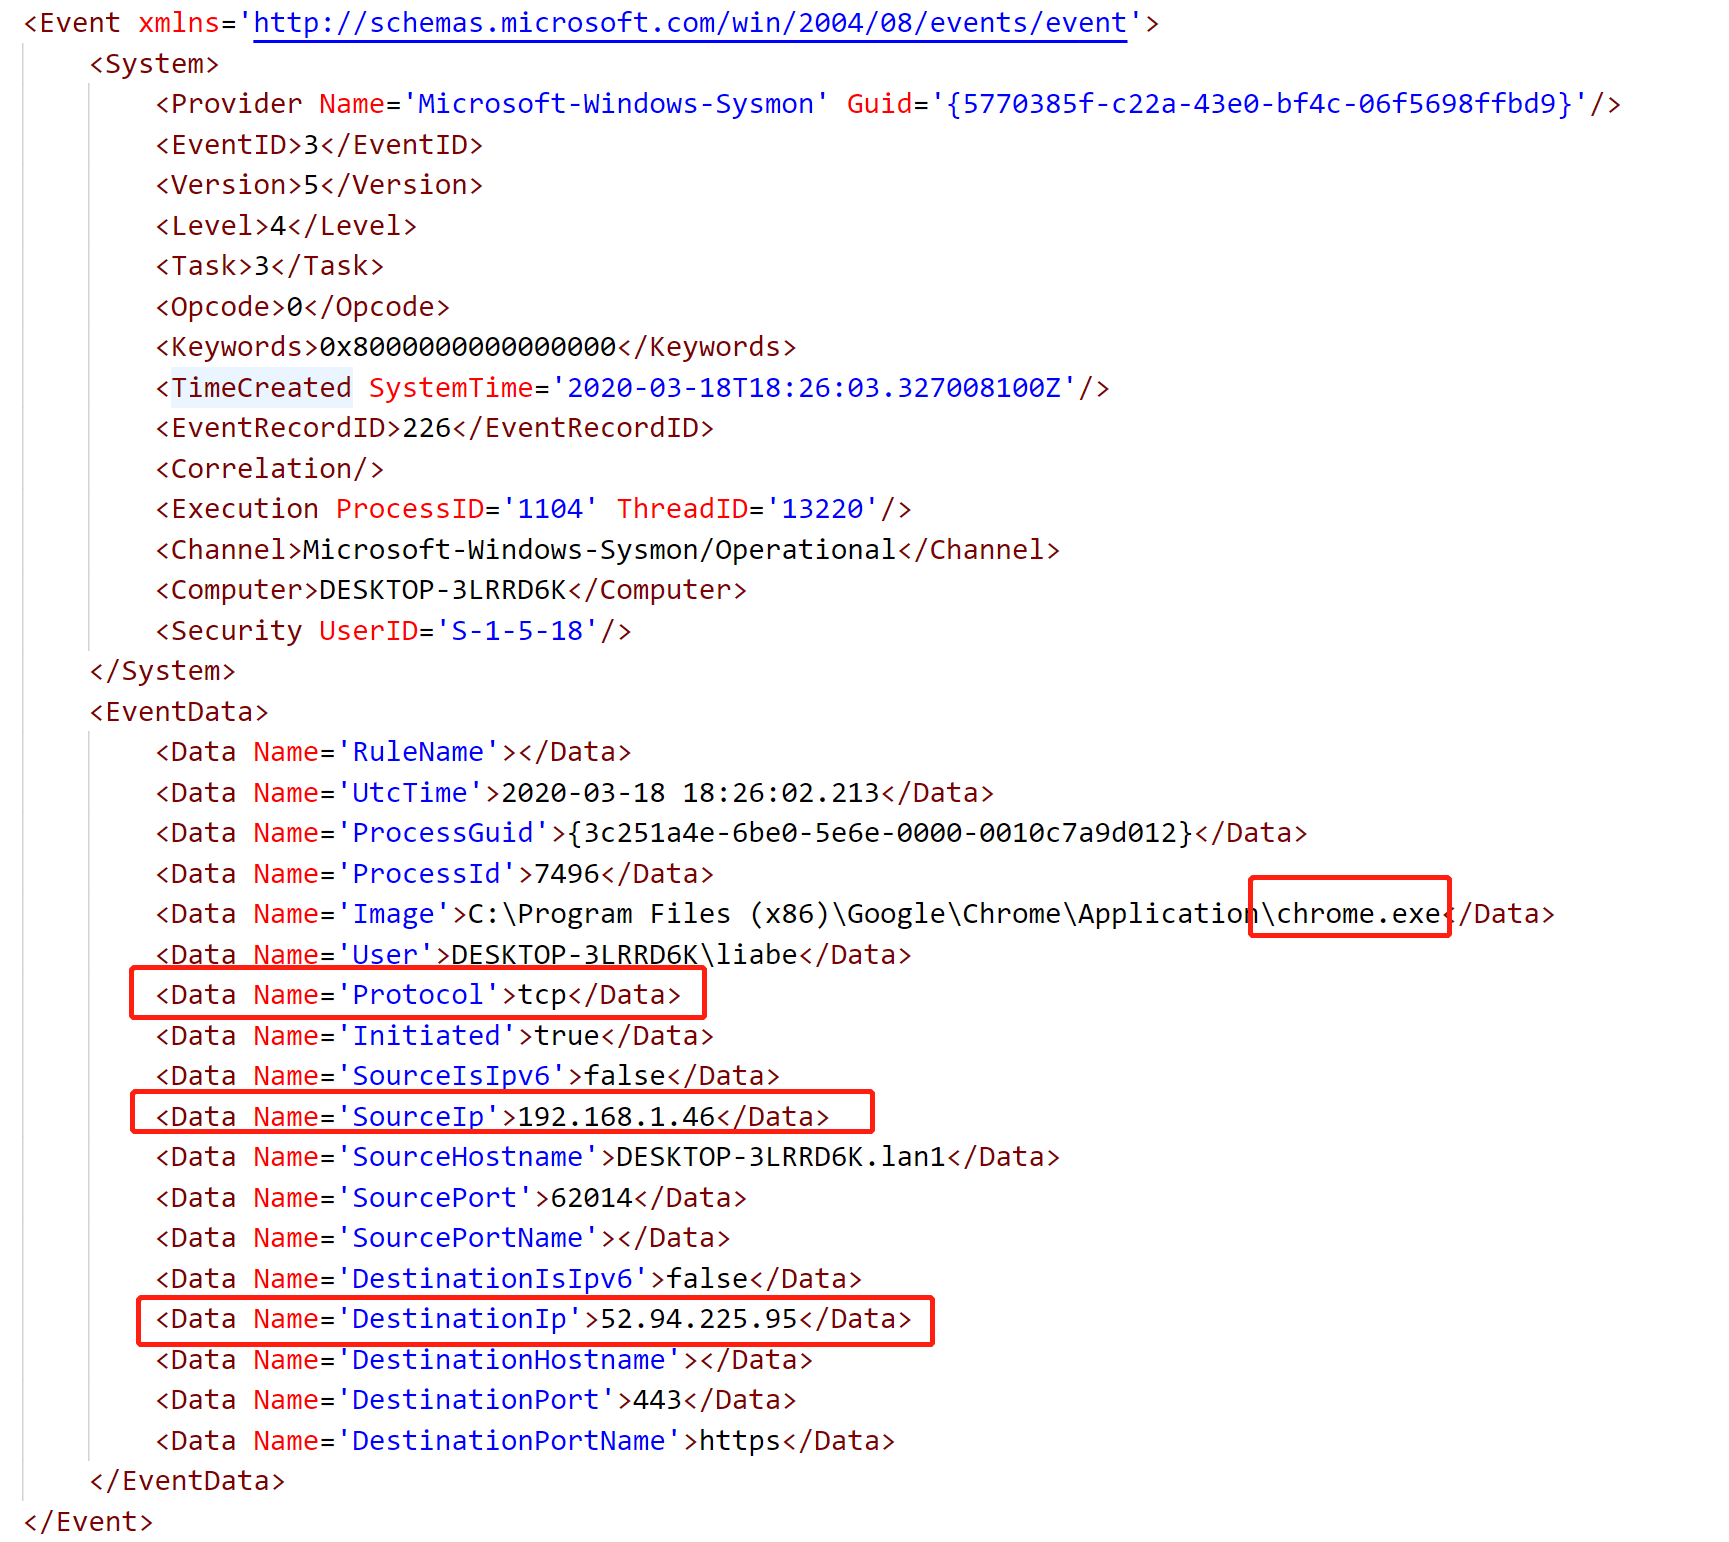 <Event xmlns='http://schemas.microsoft.com/win/2004/08/events/event'>
<System>
<Provider Name='Microsoft-Windows-Sysmon' Guid='{5770385f-c22a-43e0-bf4c-06f5698ffbd9}'/>
<EventID>3</EventID>
<Version>5</Version>
<Level>4</Level>
<Task>3</Task>
<Opcode>0</Opcode>
<Keywords>0x8000000000000000</Keywords>
<TimeCreated SystemTime='2020-03-18T18:26:03.327008100Z'/>
<EventRecordID>226</EventRecordID>
<Correlation/>
<Execution ProcessID='1104' ThreadID='13220'/>
<Channel>Microsoft-Windows-Sysmon/Operational</Channel>
<Computer>DESKTOP-3LRRD6K</Computer>
<Security UserID='S-1-5-18'/>
</System>
<EventData>
<Data Name='RuleName'></Data>
<Data Name='UtcTime'>2020-03-18 18:26:02.213</Data>
<Data Name='ProcessGuid'>{3c251a4e-6be0-5e6e-0000-0010c7a9d012}</Data>
<Data Name='ProcessId'>7496</Data>
<Data Name='Image'>C:\Program Files (x86)\Google\Chrome\Application\chrome.exe</Data>
<Data Name='User'>DESKTOP-3LRRD6K\liabe</Data>
<Data Name='Protocol'>tcp</Data>
<Data Name='Initiated'>true</Data>
<Data Name='SourceIsIpv6'>false</Data>
<Data Name='SourceIp'>192.168.1.46</Data>
<Data Name='SourceHostname'>DESKTOP-3LRRD6K.lan1</Data>
<Data Name='SourcePort'>62014</Data>
<Data Name='SourcePortName'></Data>
<Data Name='DestinationIsIpv6'>false</Data>
<Data Name='DestinationIp'>52.94.225.95</Data>
<Data Name='DestinationHostname'></Data>
<Data Name='DestinationPort'>443</Data>
<Data Name='DestinationPortName'>https</Data>
</EventData>
</Event>